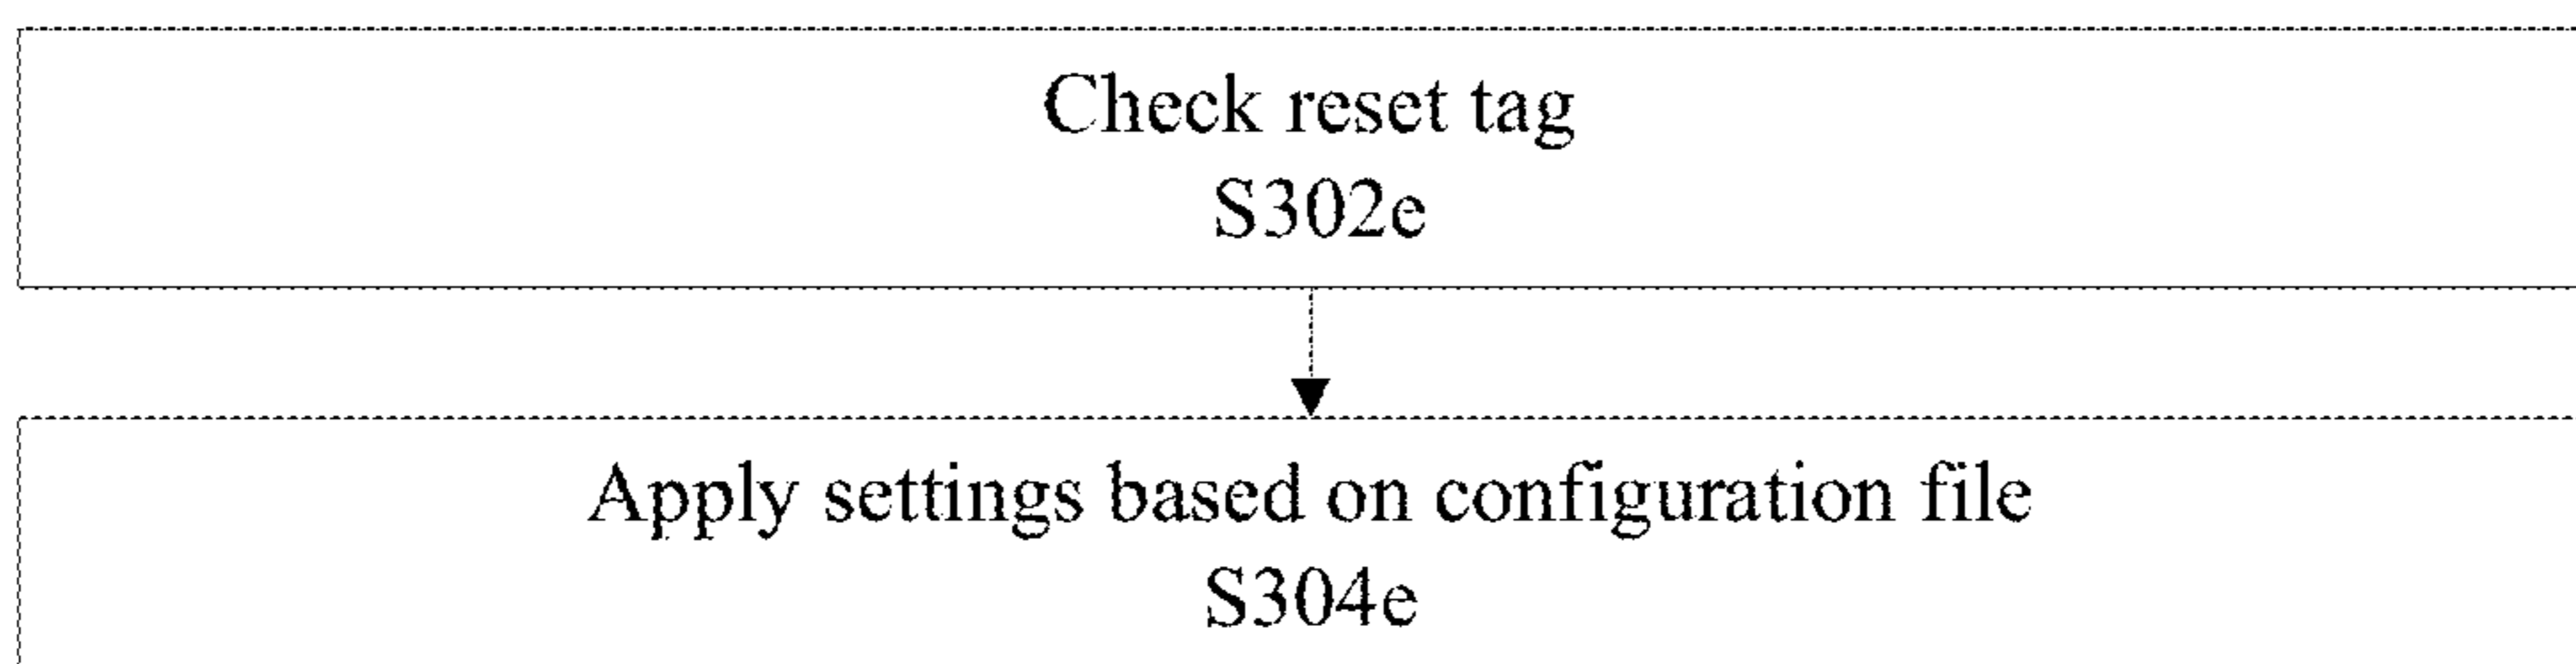 Check reset tag
S302e
Apply settings based on configuration file
S304e